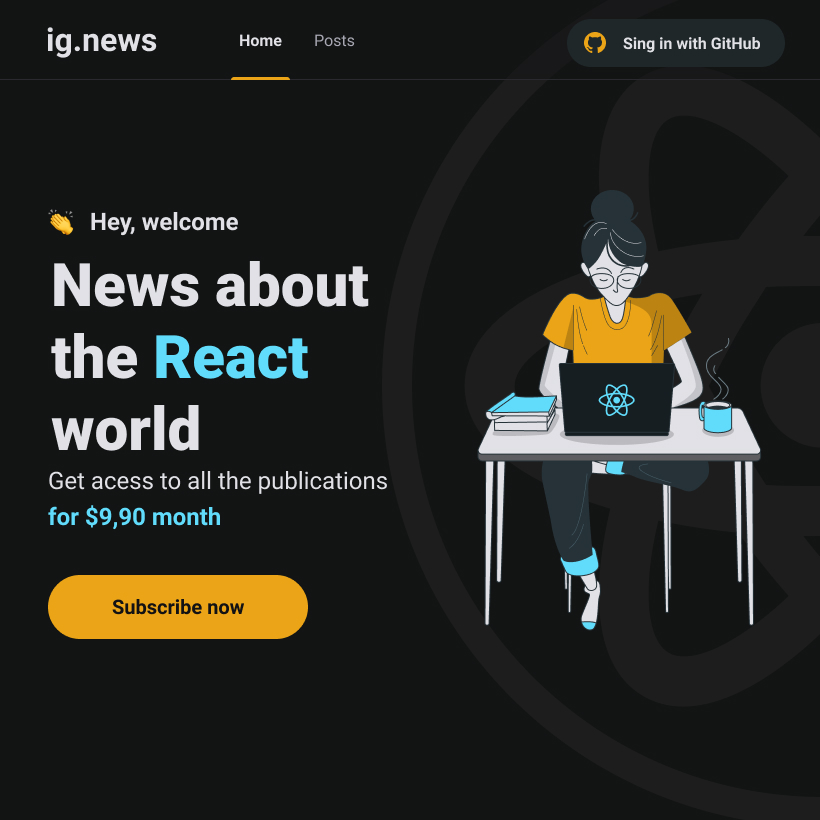 ig.news
Home
Posts
Sing in with GitHub
👏 Hey, welcome
News about
the React
world
Get acess to all the publications
for $9,90 month
Subscribe now